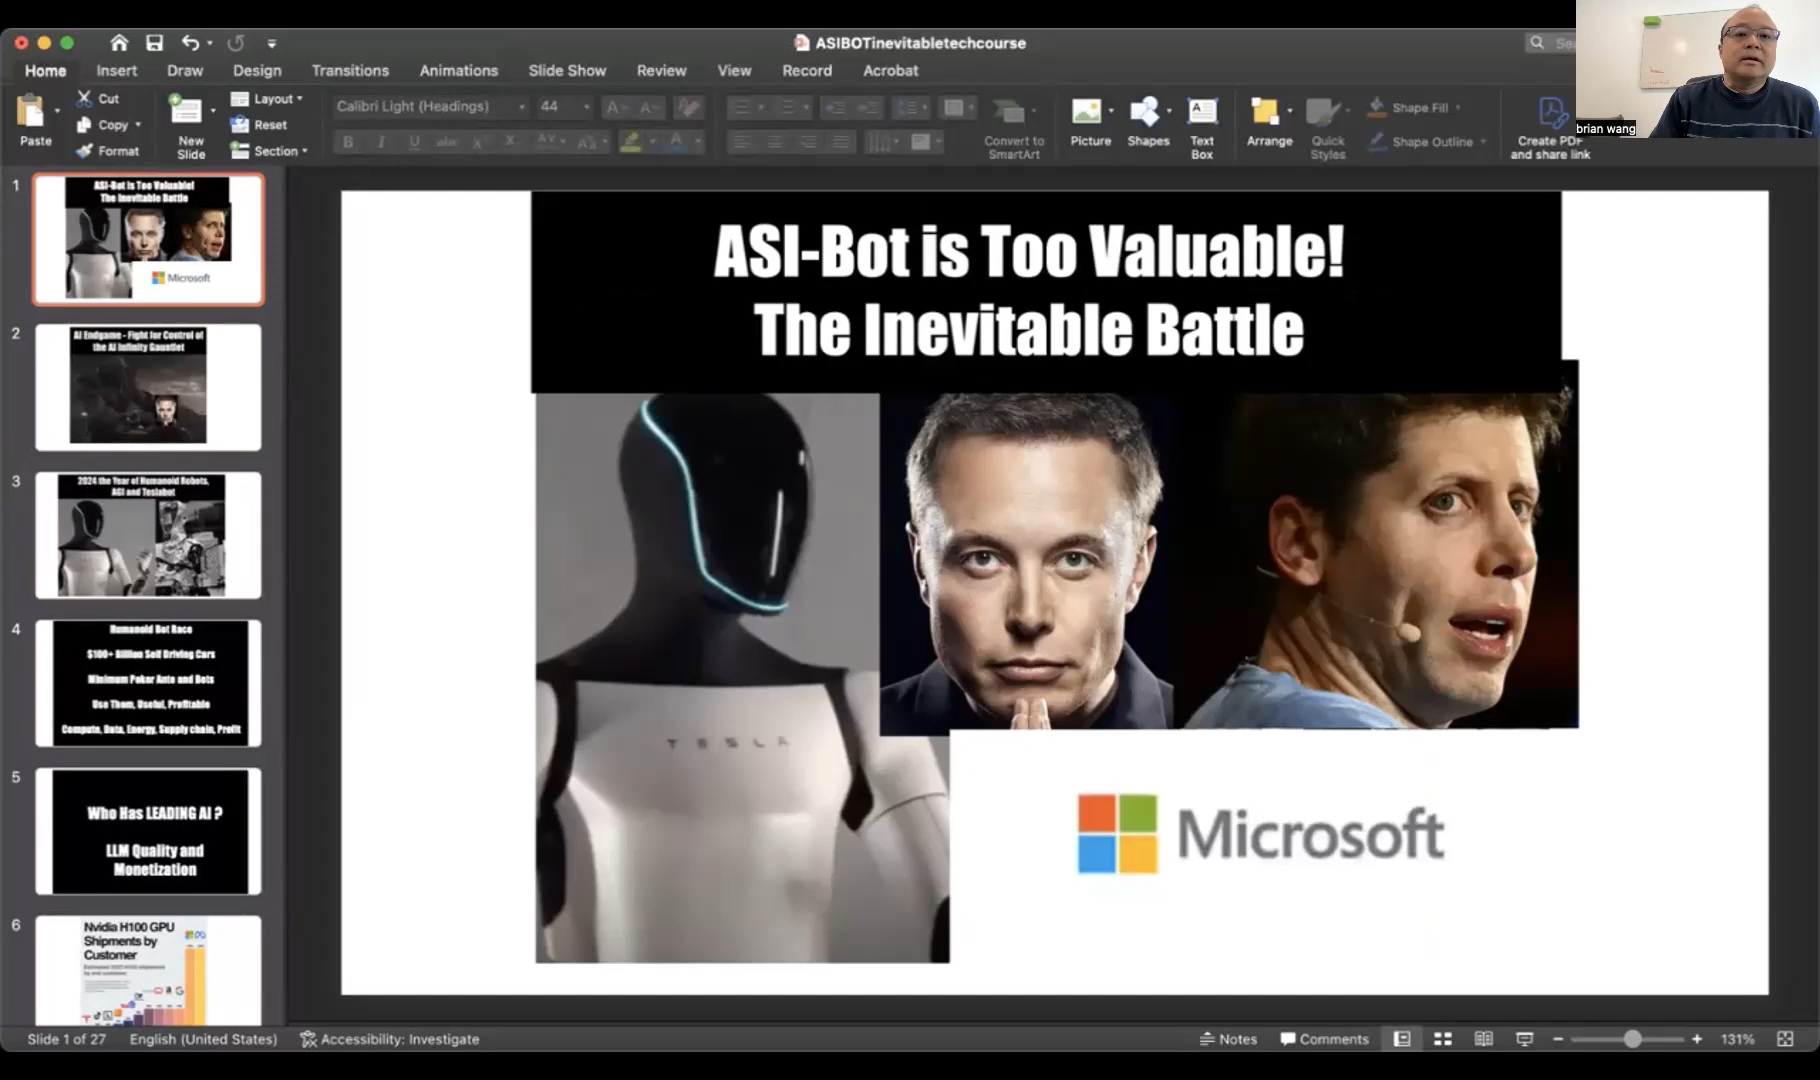 ASIBOTinevitabletechcourse
Home Insert Draw Design Transitions Animations Slide Show Review View Record Acrobat
Paste
Cut
Copy
Format
New
Slide
Layout
Reset
Section
Calibri Light (Headings) 44
Convert to
SmartArt
Picture
Shapes
Text
Box
Arrange
Quick
Styles
Shape Fill
Shape Outline
Create PDF
and share link
brian wang
1
ASI-Bot is Too Valuable!
The Inevitable Battle
Microsoft
2
AI Endgame - Fight for Control of
the AI Infinity Gauntlet
3
2024 the Year of Humanoid Robots,
AGI and Teslabot
4
Humanoid Bot Race
$100+ Billion Self Driving Cars
Minimum Poker Ante and Bets
Use Them, Useful, Profitable
Compute, Data, Energy, Supply chain, Profit
5
Who Has LEADING AI ?
LLM Quality and
Monetization
6
Nvidia H100 GPU
Shipments by
Customer
ASI-Bot is Too Valuable!
The Inevitable Battle
TESLA
Microsoft
Slide 1 of 27 English (United States) Accessibility: Investigate
Notes Comments 131%